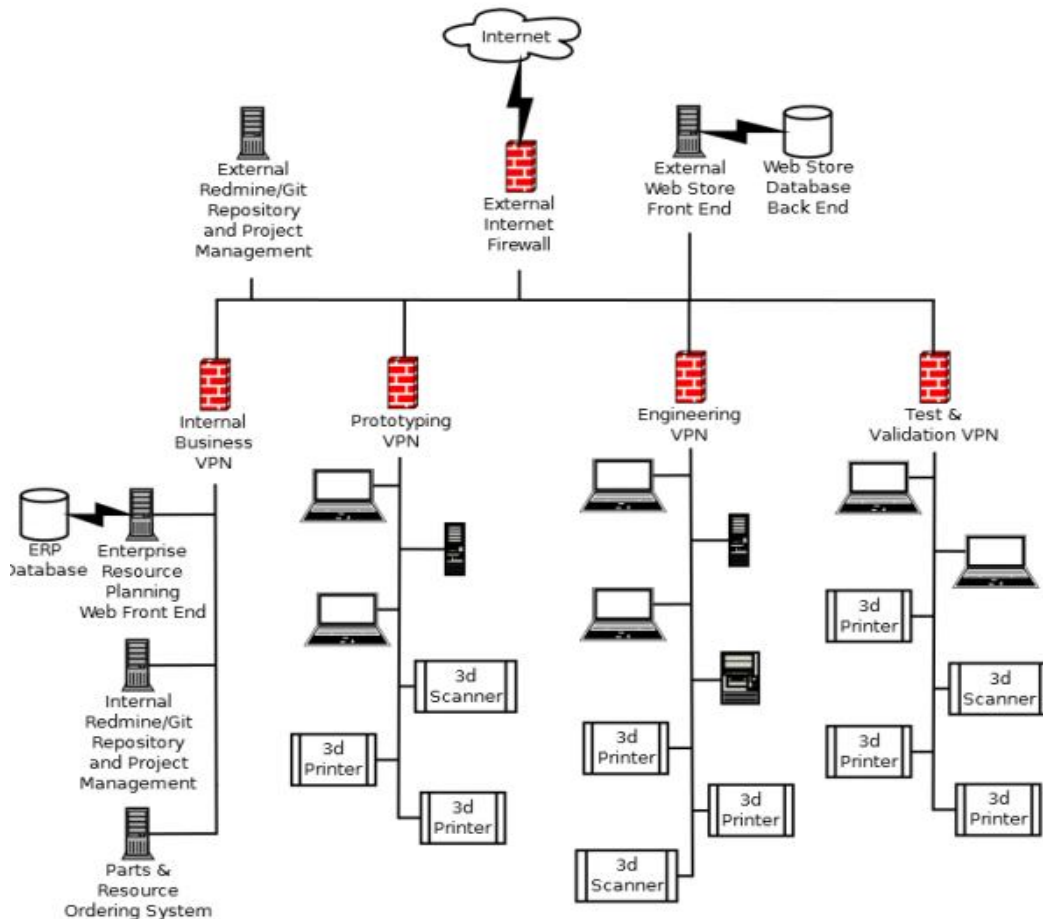 Internet
External
Redmine/Git
Repository
and Project
Management
External
Internet
Firewall
External
Web Store
Front End
Web Store
Database
Back End
Internal
Business
VPN
Prototyping
VPN
Engineering
VPN
Test &
Validation VPN
ERP
Database
Enterprise
Resource
Planning
Web Front End
Internal
Redmine/Git
Repository
and Project
Management
Parts &
Resource
Ordering System
3d
Scanner
3d
Printer
3d
Printer
3d
Printer
3d
Printer
3d
Scanner
3d
Printer
3d
Scanner
3d
Printer
3d
Printer